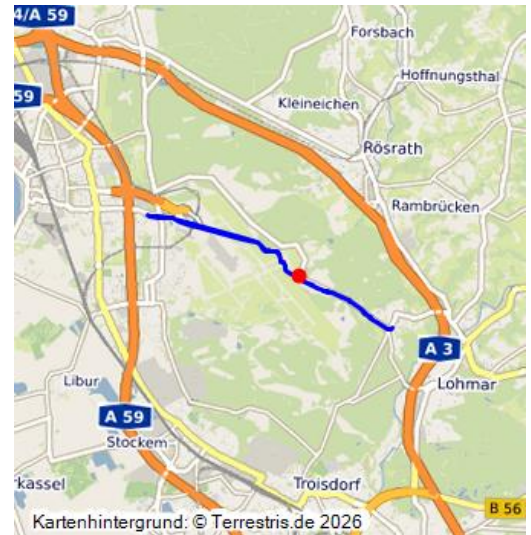 4/A 59
Forsbach
Hoffnungsthal
59
Kleineichen
Rösrath
Rambrücken
A 3
Libur
Lohmar
A 59
Stockem
Troisdorf
erkassel
B 56
Kartenhintergrund: © Terrestris.de 2026